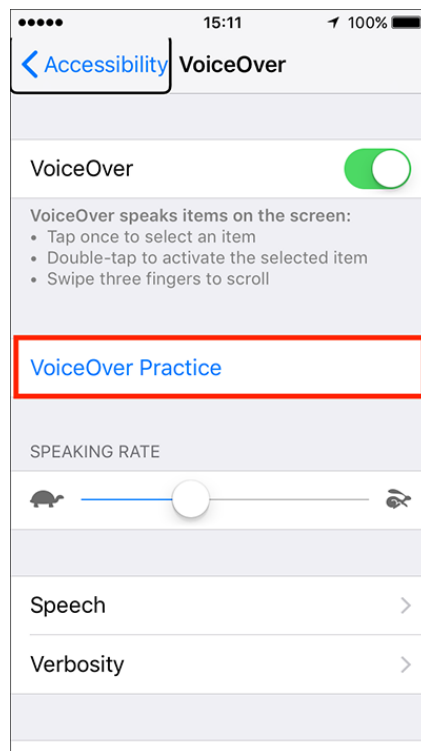 15:11
100%
Accessibility VoiceOver
VoiceOver
VoiceOver speaks items on the screen:
• Tap once to select an item
• Double-tap to activate the selected item
• Swipe three fingers to scroll
VoiceOver Practice
SPEAKING RATE
Speech
Verbosity